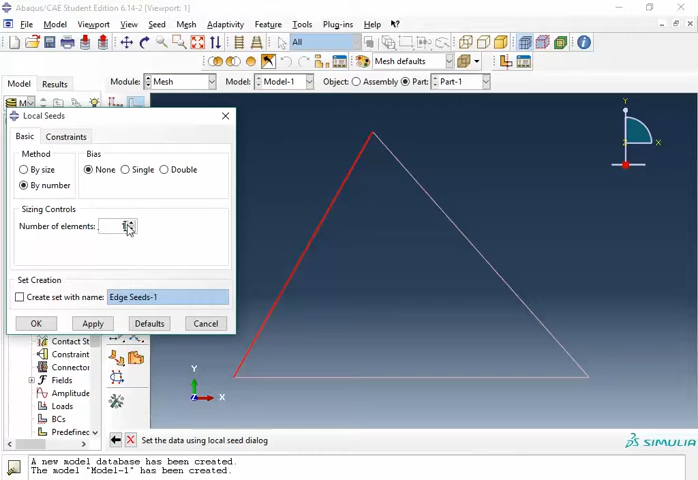 Abaqus/CAE Student Edition 6.14-2 [Viewport: 1]
File Model Viewport View Seed Mesh Adaptivity Feature Tools Plug-ins Help
All
Mesh defaults
Model Results Module: Mesh Model: Model-1 Object: Assembly Part: Part-1
Local Seeds
Basic Constraints
Method Bias
By size None Single Double
By number
Sizing Controls
Number of elements:
Set Creation
Create set with name: Edge Seeds-1
OK Apply Defaults Cancel
Contact St
Constraint
Connector
Fields
Amplitude
Loads
BCs
Predefined
Y
X
Z
Y
X
Z
Set the data using local seed dialog
SIMULIA
A new model database has been created.
The model "Model-1" has been created.